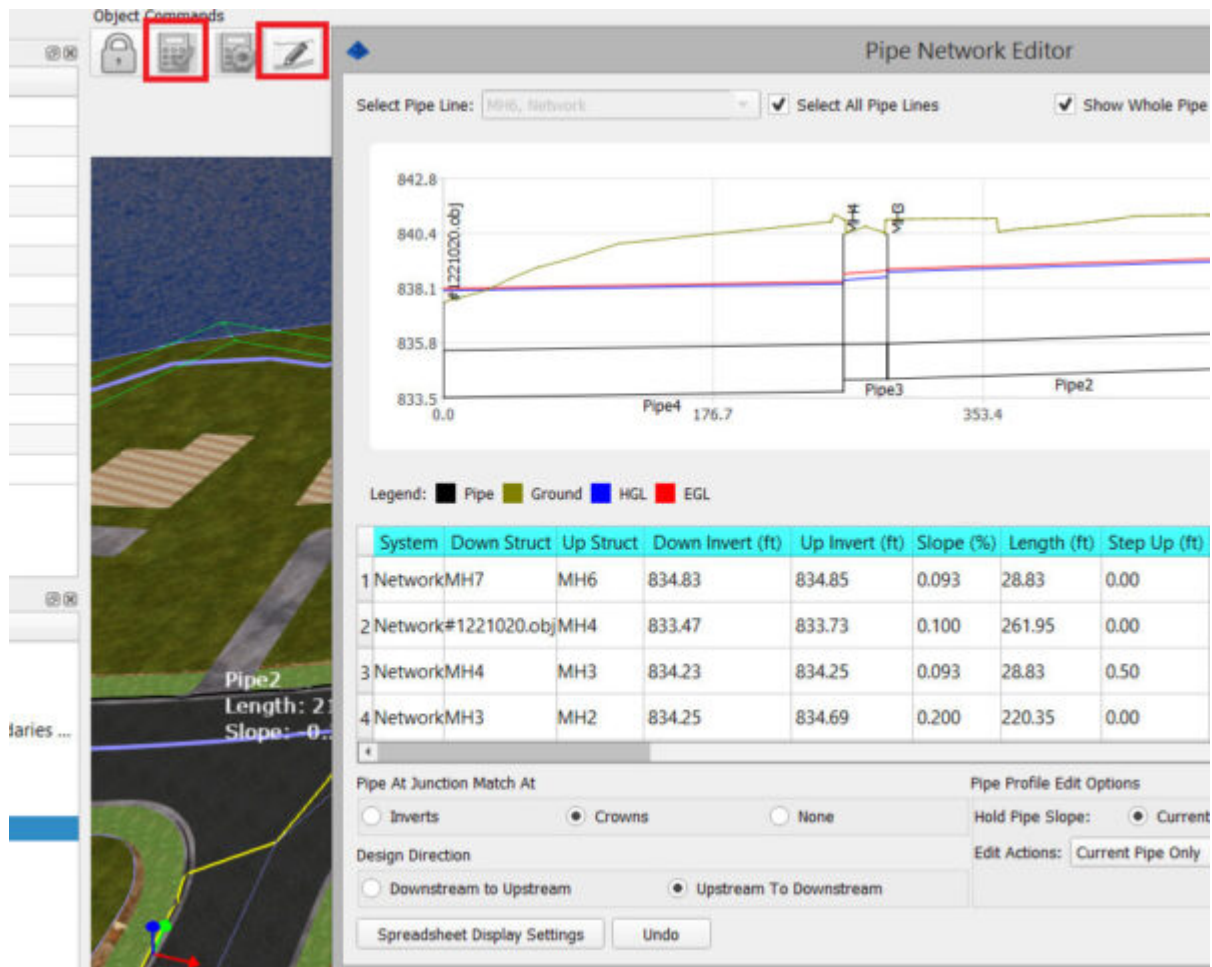 Object Commands
Pipe Network Editor
Select Pipe Line: MH6, Network Select All Pipe Lines Show Whole Pipe
842.8
840.4
838.1
835.8
833.5
#1221020.obj
MH4
MH3
Pipe4
Pipe3
Pipe2
0.0
176.7
353.4
Legend: Pipe Ground HGL EGL
System Down Struct Up Struct Down Invert (ft) Up Invert (ft) Slope (%) Length (ft) Step Up (ft)
1 Network MH7 MH6 834.83 834.85 0.093 28.83 0.00
2 Network #1221020.obj MH4 833.47 833.73 0.100 261.95 0.00
3 Network MH4 MH3 834.23 834.25 0.093 28.83 0.50
4 Network MH3 MH2 834.25 834.69 0.200 220.35 0.00
Pipe2
Length: 21
Slope: -0.
daries ...
Pipe At Junction Match At
Inverts Crowns None
Design Direction
Downstream to Upstream Upstream To Downstream
Pipe Profile Edit Options
Hold Pipe Slope: Current
Edit Actions: Current Pipe Only
Spreadsheet Display Settings Undo